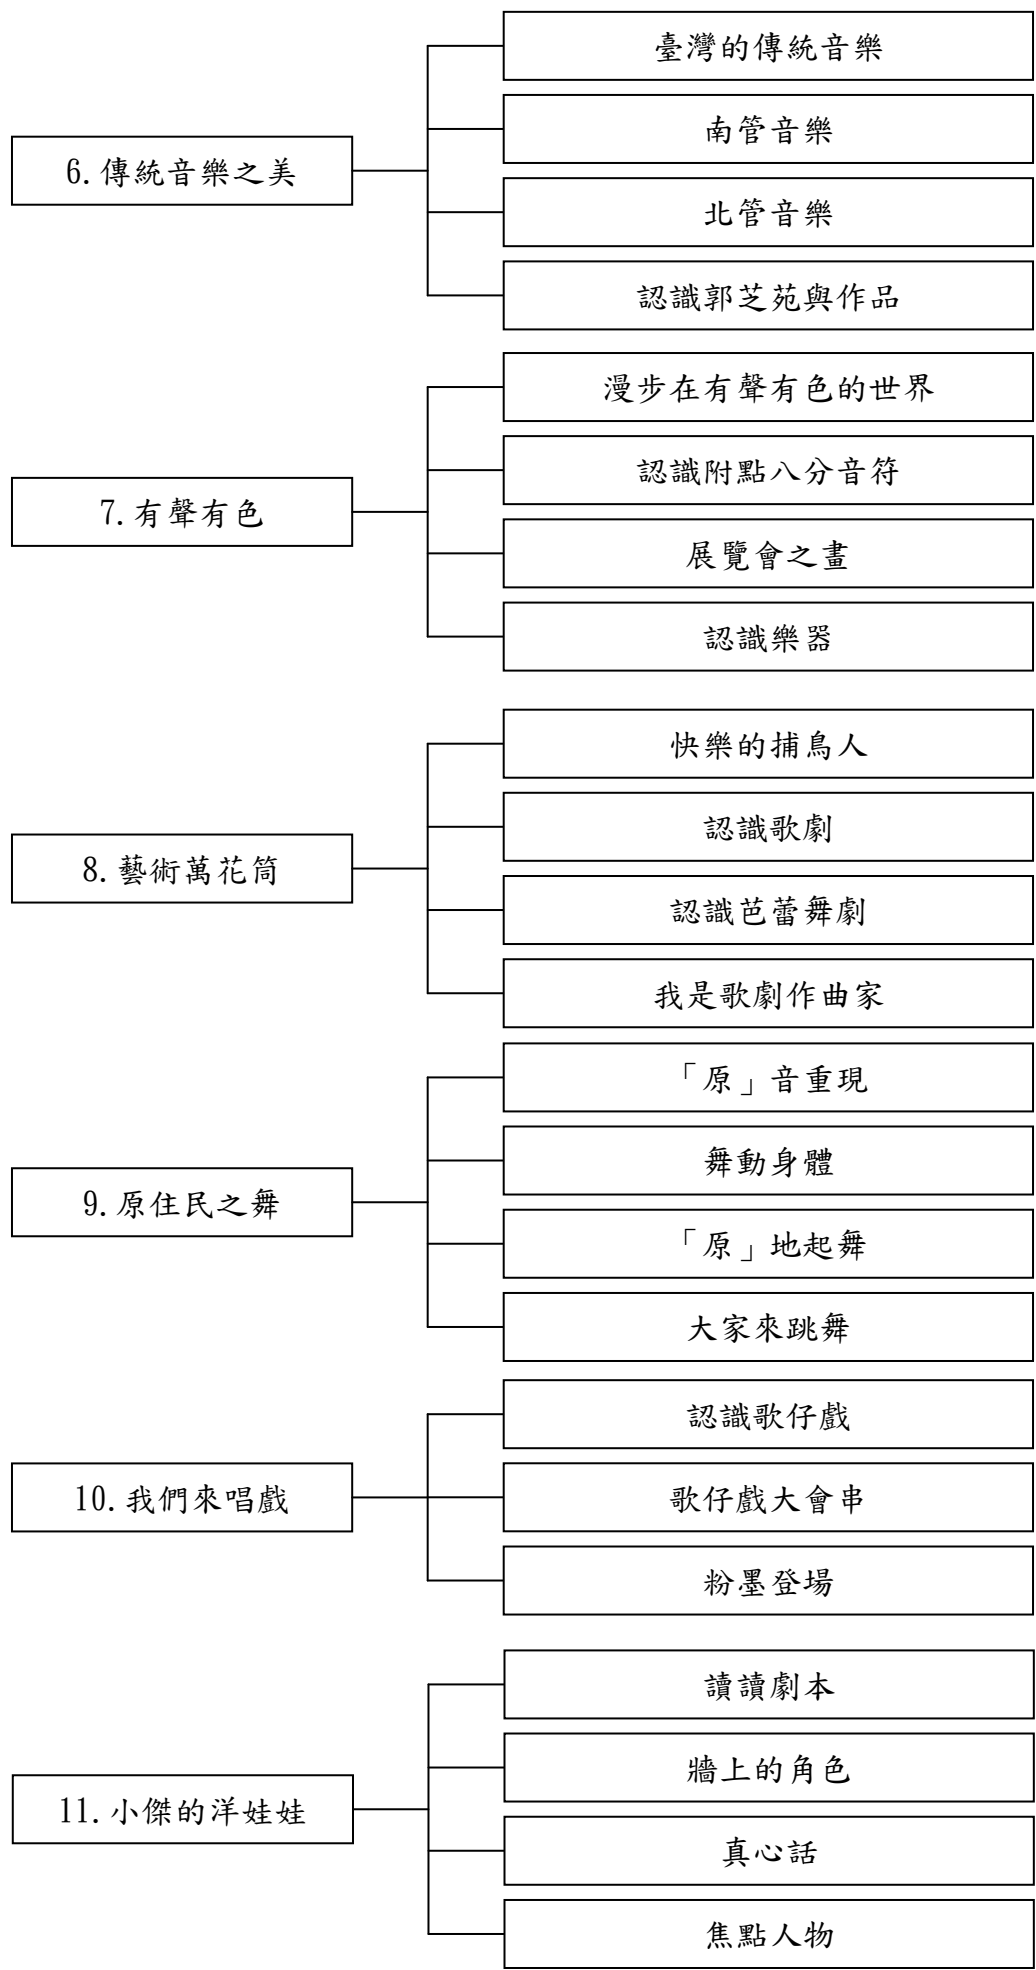 6.傳統音樂之美
臺灣的傳統音樂
南管音樂
北管音樂
認識郭芝苑與作品
7.有聲有色
漫步在有聲有色的世界
認識附點八分音符
展覽會之畫
認識樂器
8.藝術萬花筒
快樂的捕鳥人
認識歌劇
認識芭蕾舞劇
我是歌劇作曲家
9.原住民之舞
「原」音重現
舞動身體
「原」地起舞
大家來跳舞
10.我們來唱戲
認識歌仔戲
歌仔戲大會串
粉墨登場
11.小傑的洋娃娃
讀讀劇本
牆上的角色
真心話
焦點人物